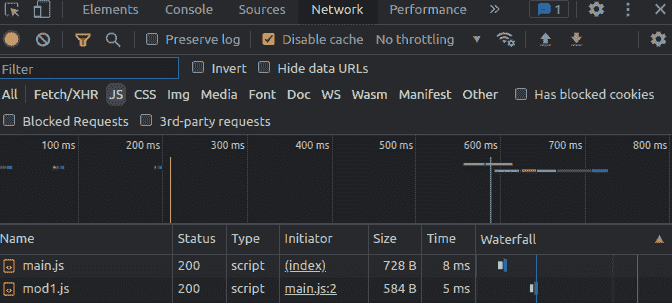 Elements Console Sources Network Performance » 1
Preserve log Disable cache No throttling
Filter Invert Hide data URLs
All Fetch/XHR JS CSS Img Media Font Doc WS Wasm Manifest Other Has blocked cookies
Blocked Requests 3rd-party requests
100 ms 200 ms 300 ms 400 ms 500 ms 600 ms 700 ms 800 ms
Name Status Type Initiator Size Time Waterfall
main.js 200 script (index) 728 B 8 ms
mod1.js 200 script main.js:2 584 B 5 ms